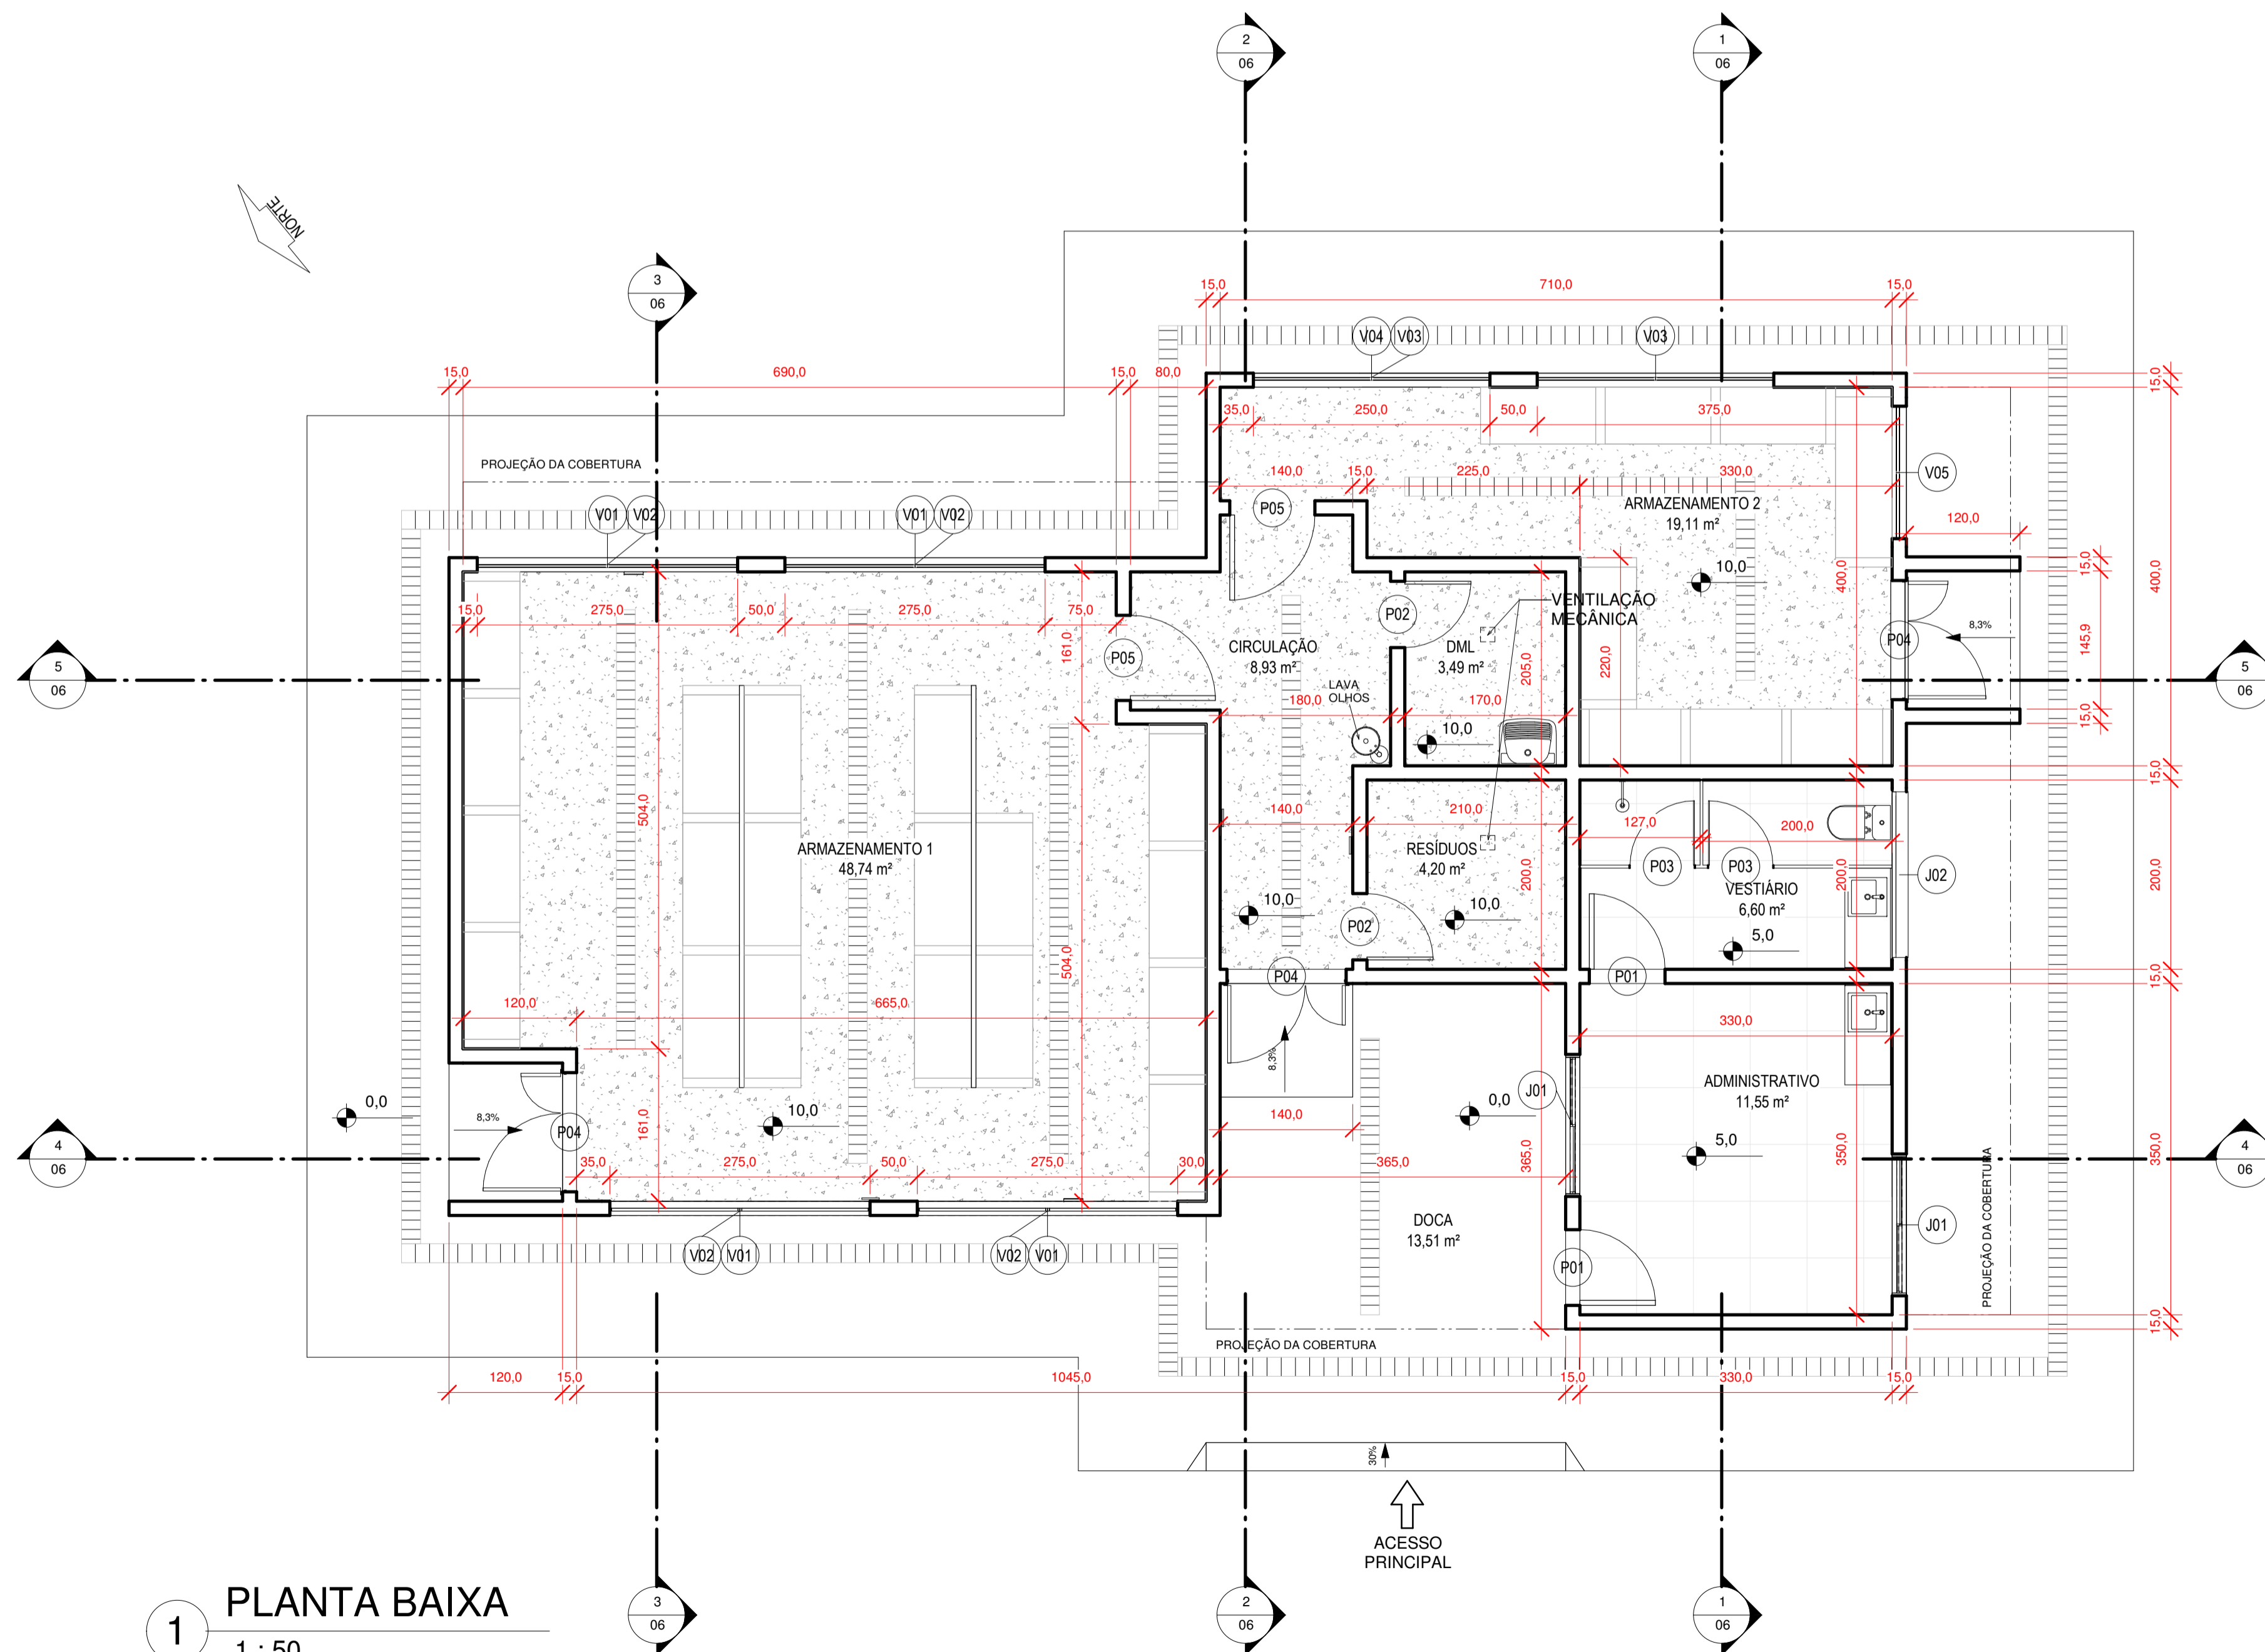 2
06
1
06
NORTE
3
06
15,0
710,0
15,0
V04
V03
V03
15,0
690,0
15,0
80,0
15,0
35,0
250,0
50,0
375,0
PROJEÇÃO DA COBERTURA
140,0
15,0
225,0
330,0
V05
V01
V02
V01
V02
P05
ARMAZENAMENTO 2
19,11 m²
120,0
15,0
400,0
145,9
15,0
10,0
400,0
15,0
275,0
50,0
275,0
75,0
161,0
P05
CIRCULAÇÃO
8,93 m²
P02
DML
3,49 m²
VENTILAÇÃO
MECÂNICA
205,0
220,0
P04
8,3%
5
06
5
06
LAVA
OLHOS
180,0
170,0
10,0
15,0
504,0
ARMAZENAMENTO 1
48,74 m²
140,0
210,0
RESÍDUOS
4,20 m²
200,0
127,0
200,0
P03
P03
VESTIÁRIO
6,60 m²
5,0
200,0
J02
200,0
10,0
10,0
P02
504,0
P04
P01
15,0
120,0
665,0
330,0
8,3%
0,0
8,3%
P04
161,0
10,0
140,0
0,0
J01
ADMINISTRATIVO
11,55 m²
5,0
4
06
4
06
35,0
275,0
50,0
275,0
30,0
365,0
365,0
350,0
350,0
PROJEÇÃO DA COBERTURA
DOCA
13,51 m²
J01
V02
V01
V02
V01
P01
15,0
PROJEÇÃO DA COBERTURA
120,0
15,0
1045,0
15,0
330,0
15,0
30%
ACESSO
PRINCIPAL
1
PLANTA BAIXA
1 : 50
3
06
2
06
1
06